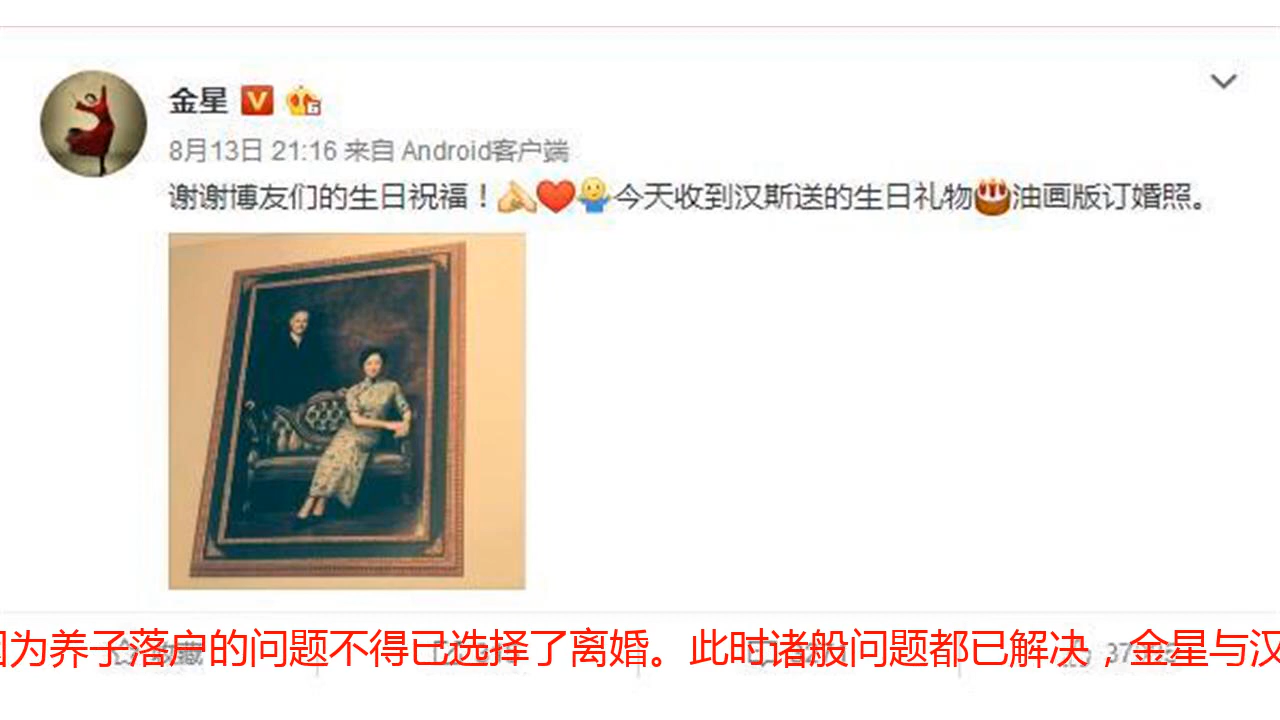 金星
8月13日 21:16 来自 Android客户端
谢谢博友们的生日祝福！今天收到汉斯送的生日礼物油画版订婚照。
因为养子落户的问题不得已选择了离婚。此时诸般问题都已解决，金星与汉